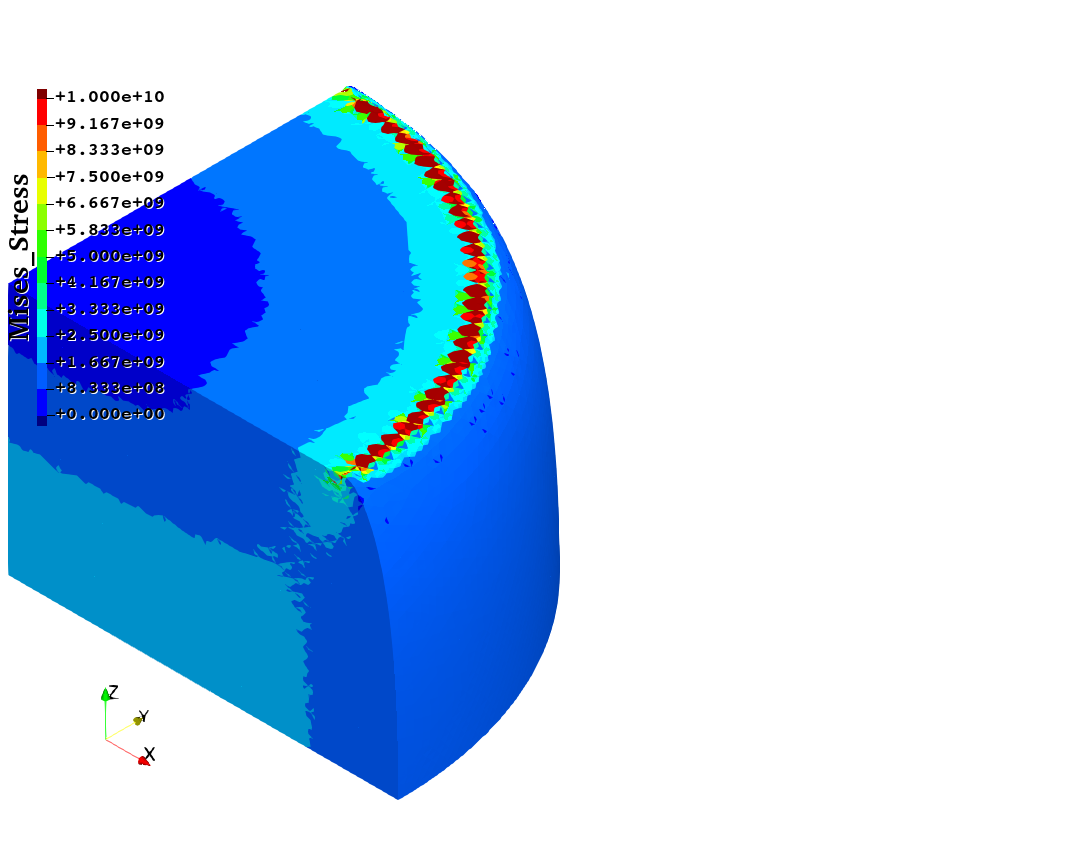 Mises_Stress
+1.000e+10
+9.167e+09
+8.333e+09
+7.500e+09
+6.667e+09
+5.833e+09
+5.000e+09
+4.167e+09
+3.333e+09
+2.500e+09
+1.667e+09
+8.333e+08
+0.000e+00
Z
Y
X